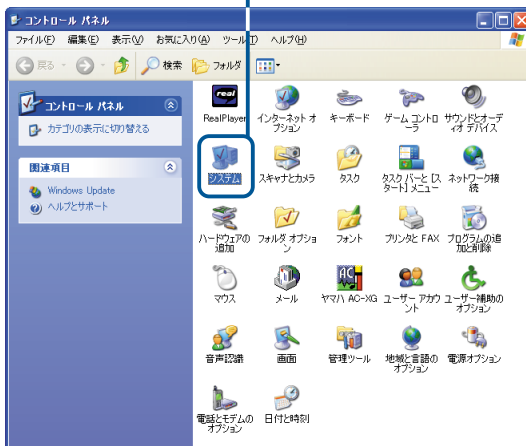 コントロール パネル
ファイル(F) 編集(E) 表示(V) お気に入り(A) ツール(T) ヘルプ(H)
戻る 検索 フォルダ
コントロール パネル
カテゴリの表示に切り替える
関連項目
Windows Update
ヘルプとサポート
real
RealPlayer
インターネット オ
プション
キーボード
ゲーム コントロ
ーラ
サウンドとオーデ
ィオ デバイス
システム
スキャナとカメラ
タスク
タスク バーと [ス
タート] メニュー
ネットワーク接
続
ハードウェアの
追加
フォルダ オプショ
ン
フォント
プリンタと FAX
プログラムの追
加と削除
マウス
メール
ヤマハ AC-XG
ユーザー アカウ
ント
ユーザー補助の
オプション
音声認識
画面
管理ツール
地域と言語の
オプション
電源オプション
電話とモデムの
オプション
日付と時刻